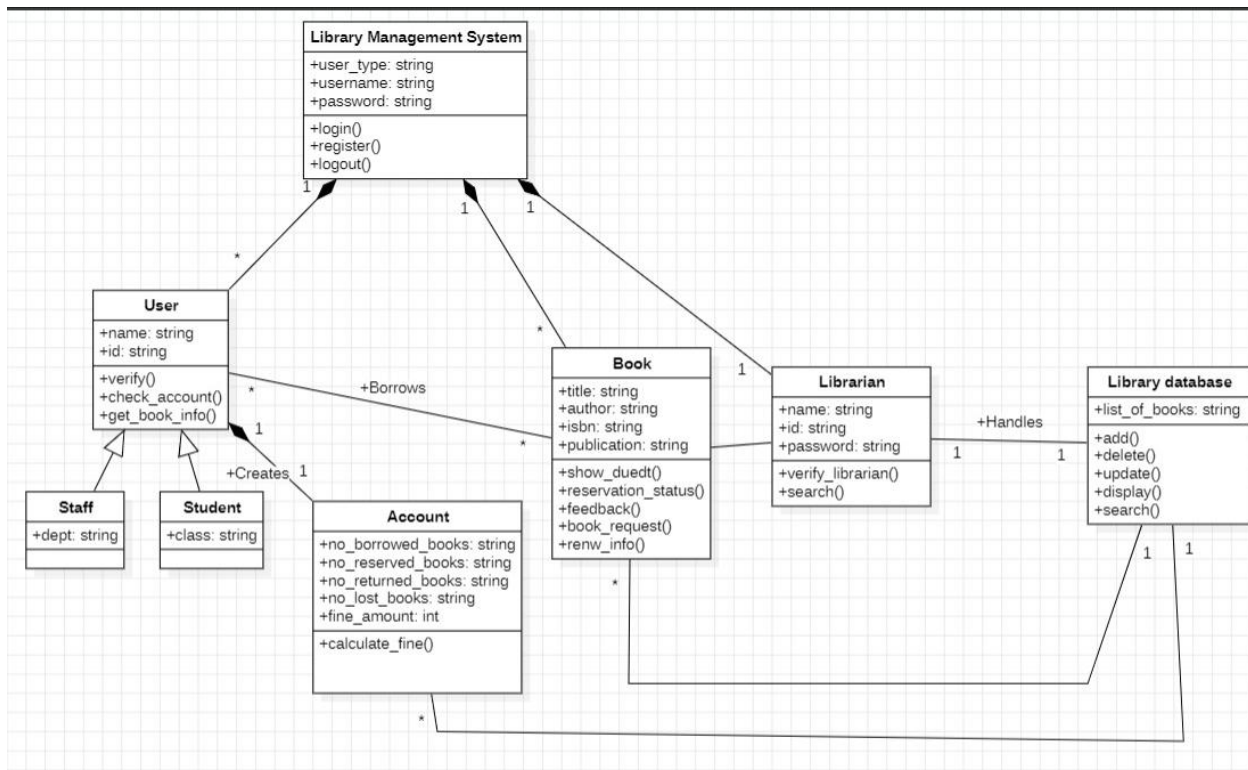 Library Management System
+user_type: string
+username: string
+password: string
+login()
+register()
+logout()
1
1
1
*
*
1
User
+name: string
+id: string
+verify()
+check_account()
+get_book_info()
*
+Borrows
*
1
+Creates
1
Book
+title: string
+author: string
+isbn: string
+publication: string
+show_duedt()
+reservation_status()
+feedback()
+book_request()
+renw_info()
*
Librarian
+name: string
+id: string
+password: string
+verify_librarian()
+search()
+Handles
1
1
Library database
+list_of_books: string
+add()
+delete()
+update()
+display()
+search()
1
1
Staff
+dept: string
Student
+class: string
Account
+no_borrowed_books: string
+no_reserved_books: string
+no_returned_books: string
+no_lost_books: string
+fine_amount: int
+calculate_fine()
*